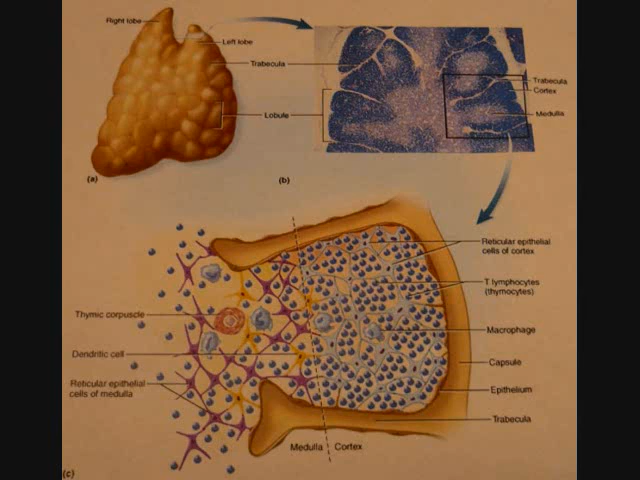 Right lobe
Left lobe
Trabecula
Lobule
(a)
Trabecula
Cortex
Medulla
(b)
Reticular epithelial
cells of cortex
T lymphocytes
(thymocytes)
Thymic corpuscle
Macrophage
Dendritic cell
Capsule
Reticular epithelial
cells of medulla
Epithelium
Trabecula
Medulla
Cortex
(c)